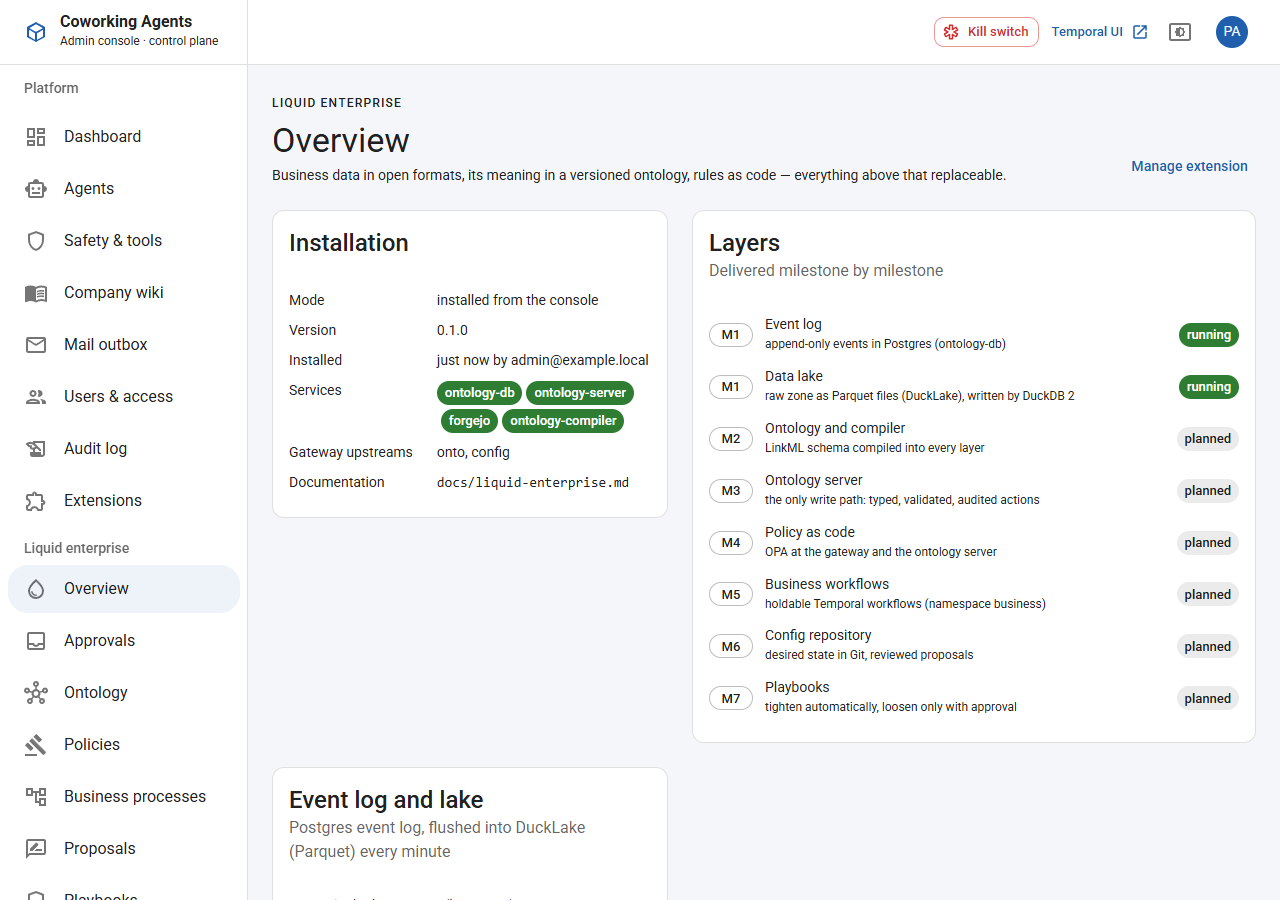 Coworking Agents
Admin console · control plane
Kill switch
Temporal UI
PA
Platform
Dashboard
Agents
Safety & tools
Company wiki
Mail outbox
Users & access
Audit log
Extensions
Liquid enterprise
Overview
Approvals
Ontology
Policies
Business processes
Proposals
Playbooks
LIQUID ENTERPRISE
Overview
Business data in open formats, its meaning in a versioned ontology, rules as code — everything above that replaceable.
Manage extension
Installation
Mode installed from the console
Version 0.1.0
Installed just now by admin@example.local
Services ontology-db ontology-server
forgejo ontology-compiler
Gateway upstreams onto, config
Documentation docs/liquid-enterprise.md
Layers
Delivered milestone by milestone
M1 Event log running
append-only events in Postgres (ontology-db)
M1 Data lake running
raw zone as Parquet files (DuckLake), written by DuckDB 2
M2 Ontology and compiler planned
LinkML schema compiled into every layer
M3 Ontology server planned
the only write path: typed, validated, audited actions
M4 Policy as code planned
OPA at the gateway and the ontology server
M5 Business workflows planned
holdable Temporal workflows (namespace business)
M6 Config repository planned
desired state in Git, reviewed proposals
M7 Playbooks planned
tighten automatically, loosen only with approval
Event log and lake
Postgres event log, flushed into DuckLake
(Parquet) every minute